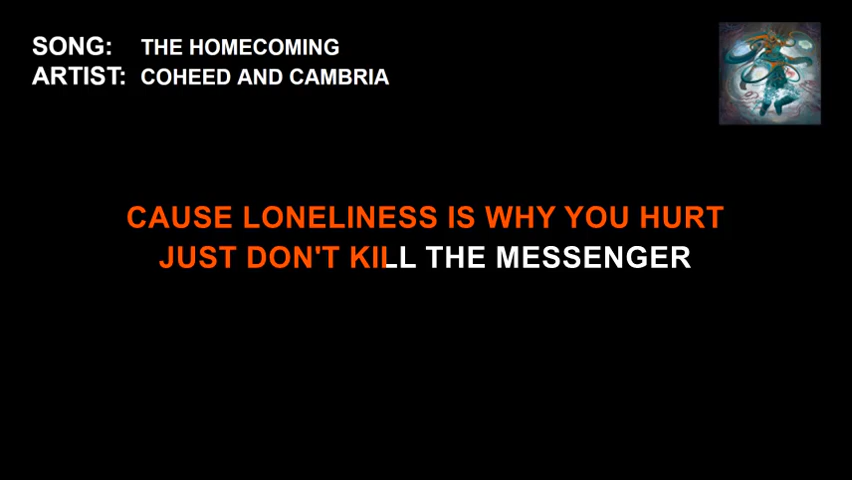 SONG: THE HOMECOMING
ARTIST: COHEED AND CAMBRIA
CAUSE LONELINESS IS WHY YOU HURT
JUST DON'T KILL THE MESSENGER